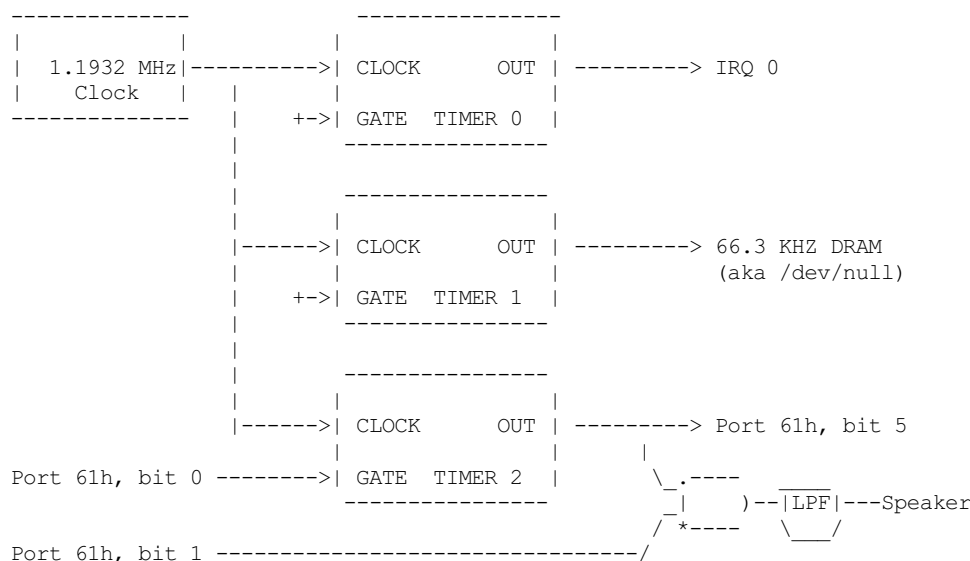 1.1932 MHz
Clock
CLOCK OUT
IRQ 0
GATE TIMER 0
CLOCK OUT
66.3 KHZ DRAM
(aka /dev/null)
GATE TIMER 1
CLOCK OUT
Port 61h, bit 5
Port 61h, bit 0
GATE TIMER 2
LPF
Speaker
Port 61h, bit 1